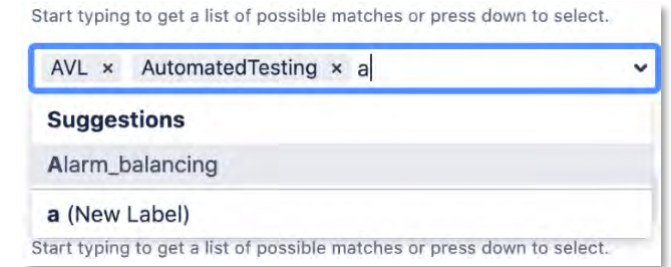 Start typing to get a list of possible matches or press down to select.
AVL × AutomatedTesting × a
Suggestions
Alarm_balancing
a (New Label)
Start typing to get a list of possible matches or press down to select.